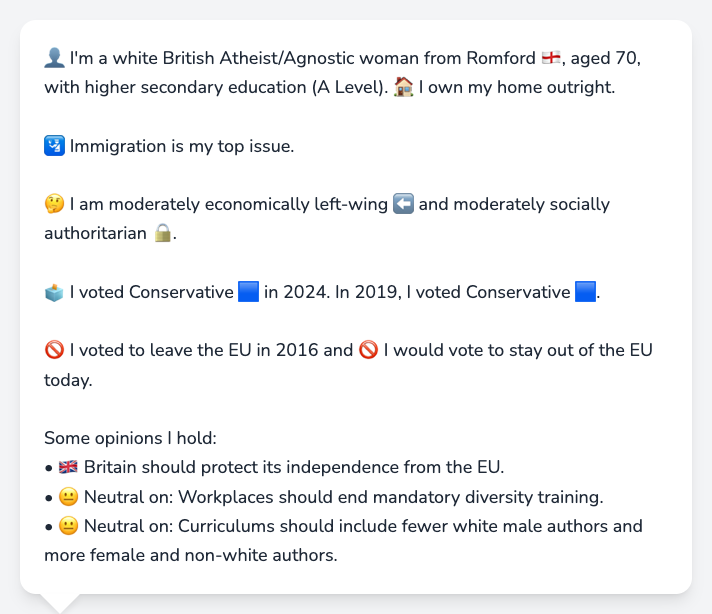 👤 I'm a white British Atheist/Agnostic woman from Romford 🏴󠁧󠁢󠁥󠁮󠁧󠁿, aged 70,
with higher secondary education (A Level). 🏠 I own my home outright.
🛂 Immigration is my top issue.
🤔 I am moderately economically left-wing ⬅️ and moderately socially
authoritarian 🔒.
🗳️ I voted Conservative 🟦 in 2024. In 2019, I voted Conservative 🟦.
🚫 I voted to leave the EU in 2016 and 🚫 I would vote to stay out of the EU
today.
Some opinions I hold:
• 🇬🇧 Britain should protect its independence from the EU.
• 😐 Neutral on: Workplaces should end mandatory diversity training.
• 😐 Neutral on: Curriculums should include fewer white male authors and
more female and non-white authors.